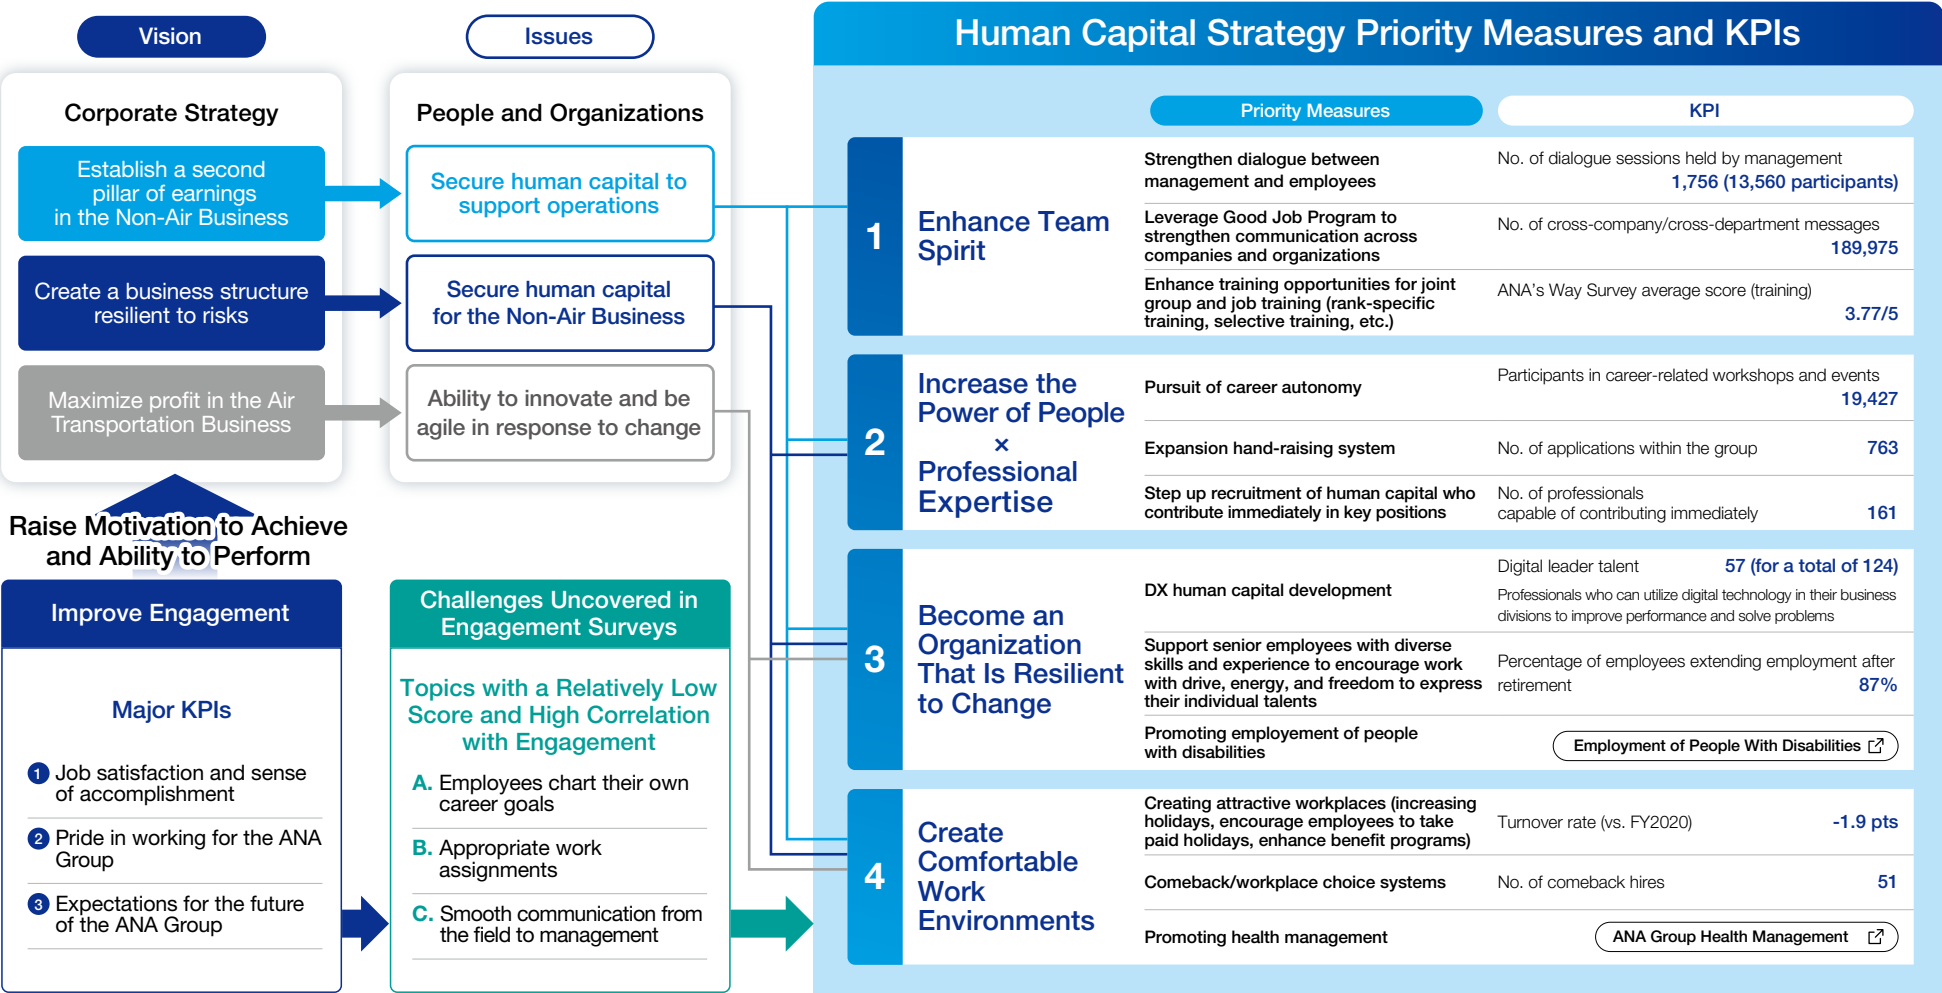 Vision
Corporate Strategy
Establish a second
pillar of earnings
in the Non-Air Business
Create a business structure
resilient to risks
Maximize profit in the Air
Transportation Business
Raise Motivation to Achieve
and Ability to Perform
Improve Engagement
Major KPIs
1 Job satisfaction and sense
of accomplishment
2 Pride in working for the ANA
Group
3 Expectations for the future
of the ANA Group
Issues
People and Organizations
Secure human capital to
support operations
Secure human capital
for the Non-Air Business
Ability to innovate and be
agile in response to change
Challenges Uncovered in
Engagement Surveys
Topics with a Relatively Low
Score and High Correlation
with Engagement
A. Employees chart their own
career goals
B. Appropriate work
assignments
C. Smooth communication from
the field to management
Human Capital Strategy Priority Measures and KPIs
Priority Measures
KPI
1
Enhance Team
Spirit
Strengthen dialogue between
management and employees
No. of dialogue sessions held by management
1,756 (13,560 participants)
Leverage Good Job Program to
strengthen communication across
companies and organizations
No. of cross-company/cross-department messages
189,975
Enhance training opportunities for joint
group and job training (rank-specific
training, selective training, etc.)
ANA's Way Survey average score (training)
3.77/5
2
Increase the
Power of People
×
Professional
Expertise
Pursuit of career autonomy
Participants in career-related workshops and events
19,427
Expansion hand-raising system
No. of applications within the group 763
Step up recruitment of human capital who
contribute immediately in key positions
No. of professionals
capable of contributing immediately 161
3
Become an
Organization
That Is Resilient
to Change
DX human capital development
Digital leader talent 57 (for a total of 124)
Professionals who can utilize digital technology in their business
divisions to improve performance and solve problems
Support senior employees with diverse
skills and experience to encourage work
with drive, energy, and freedom to express
their individual talents
Percentage of employees extending employment after
retirement 87%
Promoting employement of people
with disabilities
Employment of People With Disabilities
4
Create
Comfortable
Work
Environments
Creating attractive workplaces (increasing
holidays, encourage employees to take
paid holidays, enhance benefit programs)
Turnover rate (vs. FY2020) -1.9 pts
Comeback/workplace choice systems
No. of comeback hires 51
Promoting health management
ANA Group Health Management